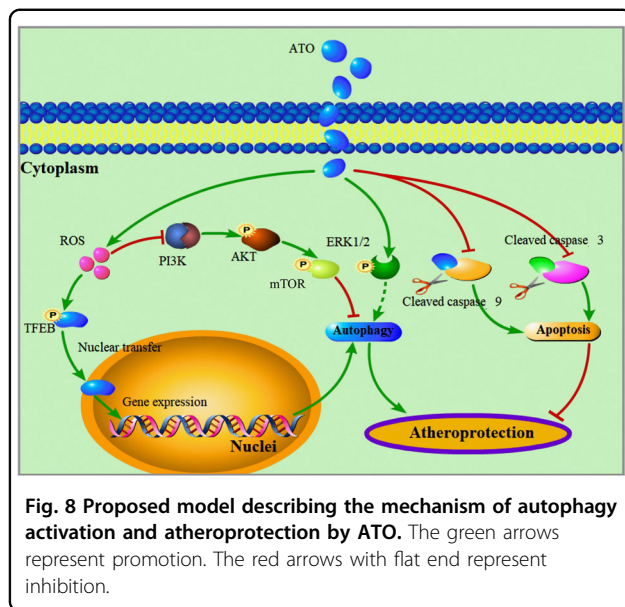 ATO
Cytoplasm
ROS
PI3K
P
AKT
P
mTOR
ERK1/2
P
Cleaved caspase 9
Cleaved caspase 3
P
TFEB
Nuclear transfer
Autophagy
Apoptosis
Gene expression
Nuclei
Atheroprotection
Fig. 8 Proposed model describing the mechanism of autophagy
activation and atheroprotection by ATO. The green arrows
represent promotion. The red arrows with flat end represent
inhibition.